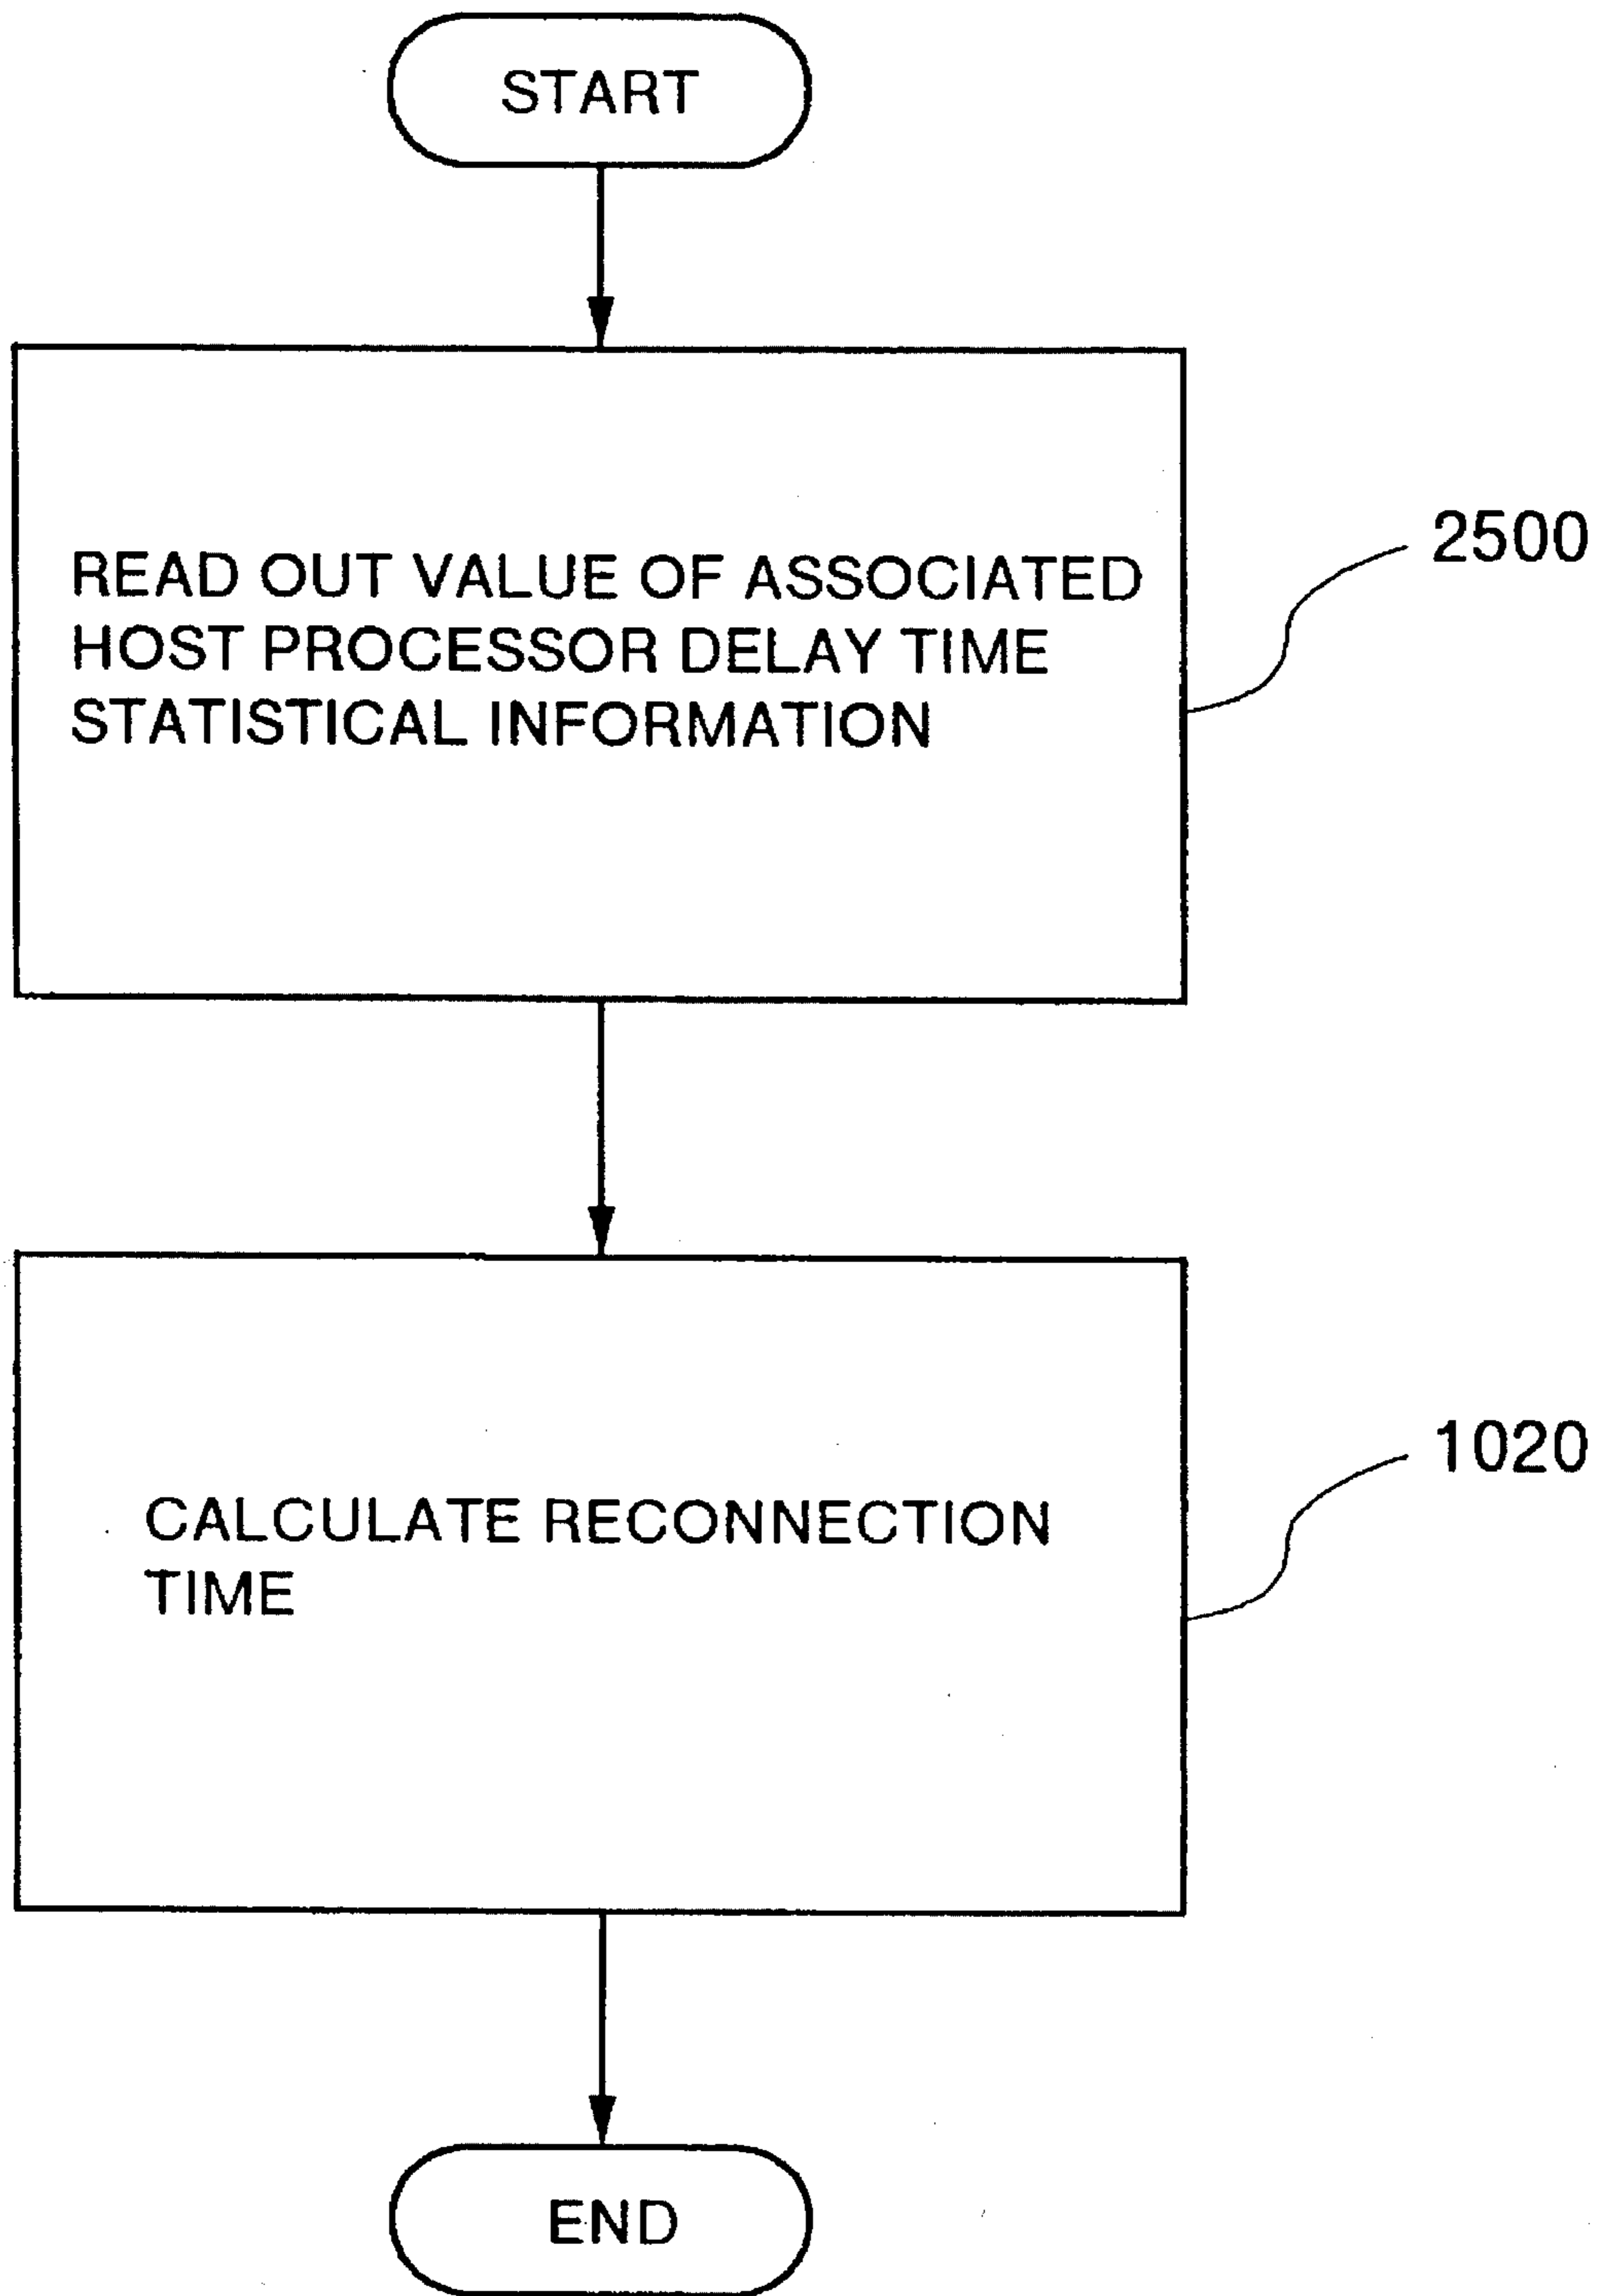 START
READ OUT VALUE OF ASSOCIATED
HOST PROCESSOR DELAY TIME
STATISTICAL INFORMATION
2500
CALCULATE RECONNECTION
TIME
1020
END